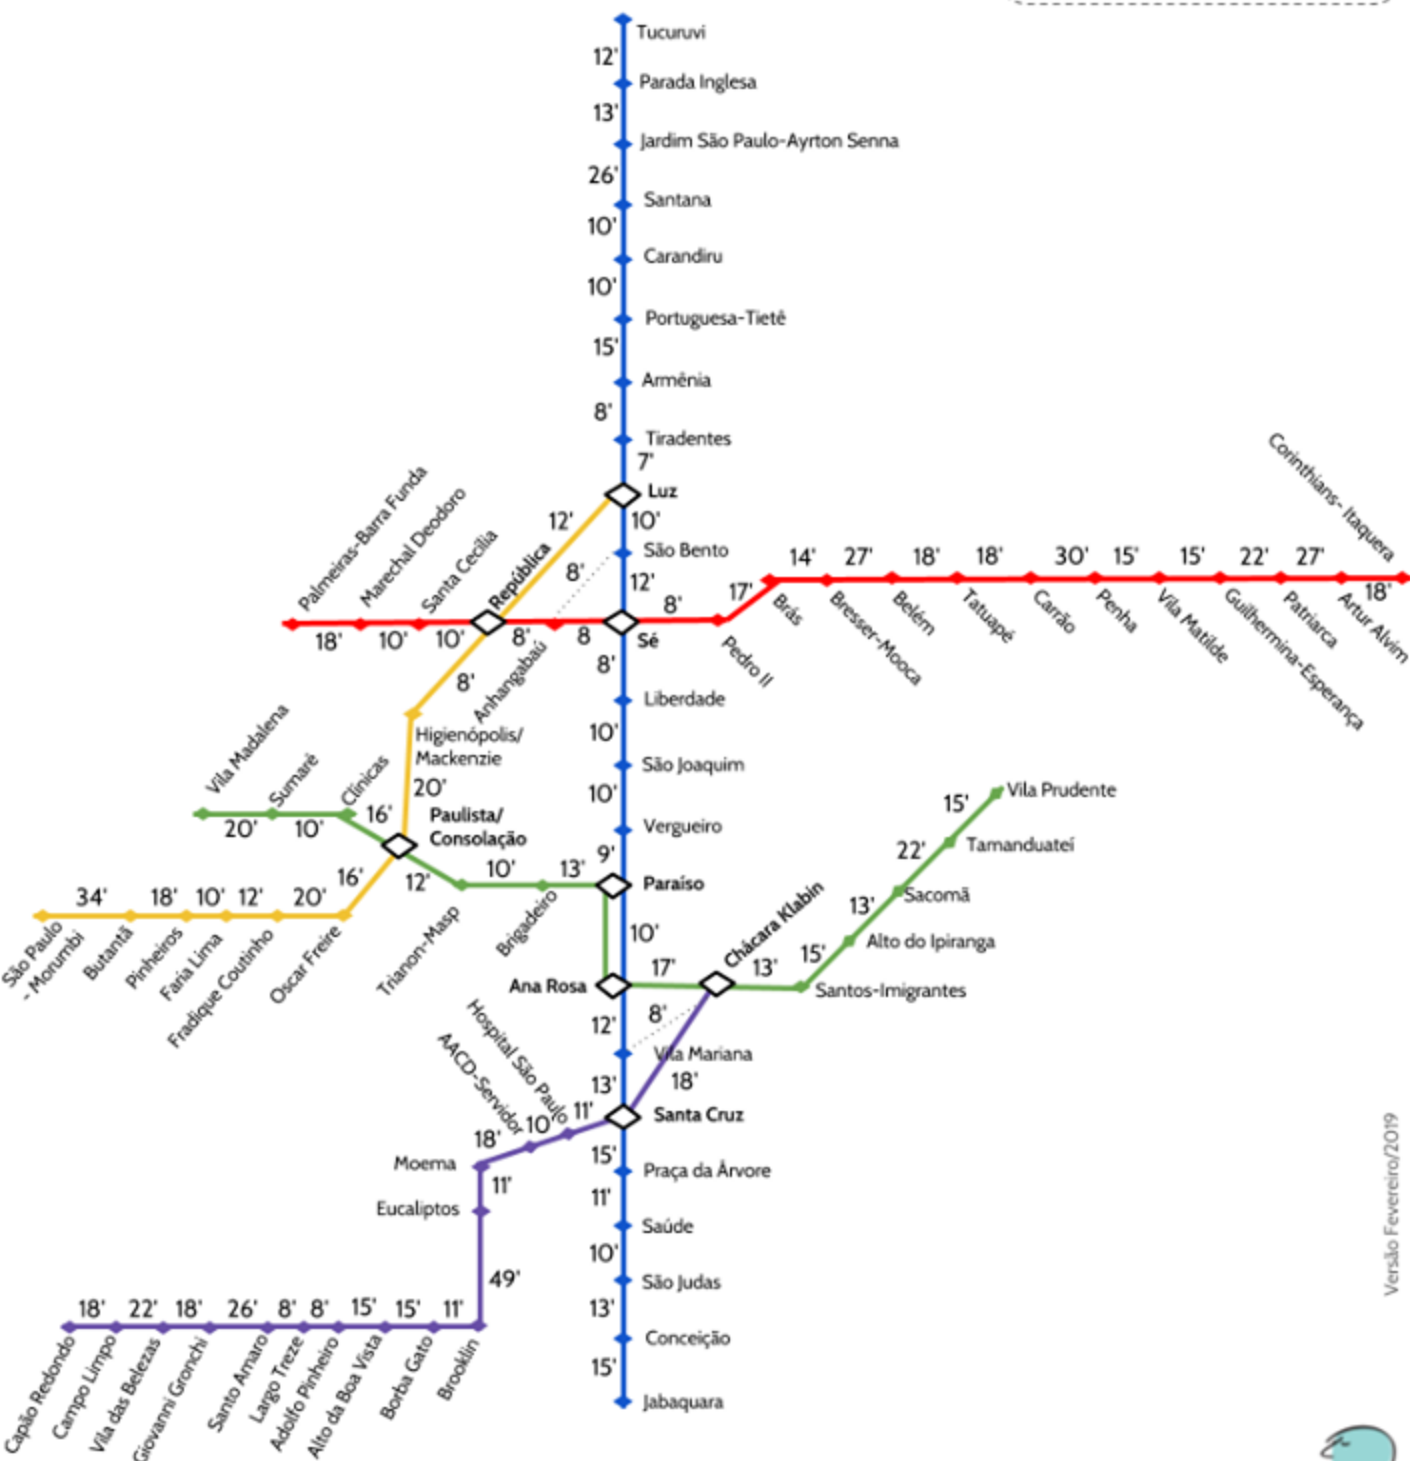 Tucuruvi
12'
Parada Inglesa
13'
Jardim São Paulo-Ayrton Senna
26'
Santana
10'
Carandiru
10'
Portuguesa-Tietê
15'
Armênia
8'
Tiradentes
7'
Luz
10'
São Bento
12'
Sé
8'
Liberdade
10'
São Joaquim
10'
Vergueiro
9'
Paraíso
10'
Ana Rosa
12'
Vila Mariana
13'
Santa Cruz
15'
Praça da Árvore
11'
Saúde
10'
São Judas
13'
Conceição
15'
Jabaquara
Palmeiras-Barra Funda
18'
Marechal Deodoro
10'
Santa Cecília
10'
República
8'
Anhangabaú
8
8'
8'
Pedro II
17'
Brás
14'
Bresser-Mooca
27'
Belém
18'
Tatuapé
18'
Carrão
30'
Penha
15'
Vila Matilde
15'
Guilhermina-Esperança
22'
Patriarca
27'
Artur Alvim
18'
Corinthians- Itaquera
12'
8'
Higienópolis/
Mackenzie
20'
Paulista/
Consolação
16'
Oscar Freire
20'
Fradique Coutinho
12'
Faria Lima
10'
Pinheiros
18'
Butantã
34'
São Paulo
- Morumbi
Vila Madalena
20'
Sumaré
10'
Clínicas
16'
12'
Trianon-Masp
10'
Brigadeiro
13'
17'
Chácara Klabin
13'
Santos-Imigrantes
15'
Alto do Ipiranga
13'
Sacomã
22'
Tamanduateí
15'
Vila Prudente
8'
18'
11'
Hospital São Paulo
10'
AACD-Servidor
18'
Moema
11'
Eucaliptos
49'
Brooklin
11'
Borba Gato
15'
Alto da Boa Vista
15'
Adolfo Pinheiro
8'
Largo Treze
8'
Santo Amaro
26'
Giovanni Gronchi
18'
Vila das Belezas
22'
Campo Limpo
18'
Capão Redondo
Versão Fevereiro/2019